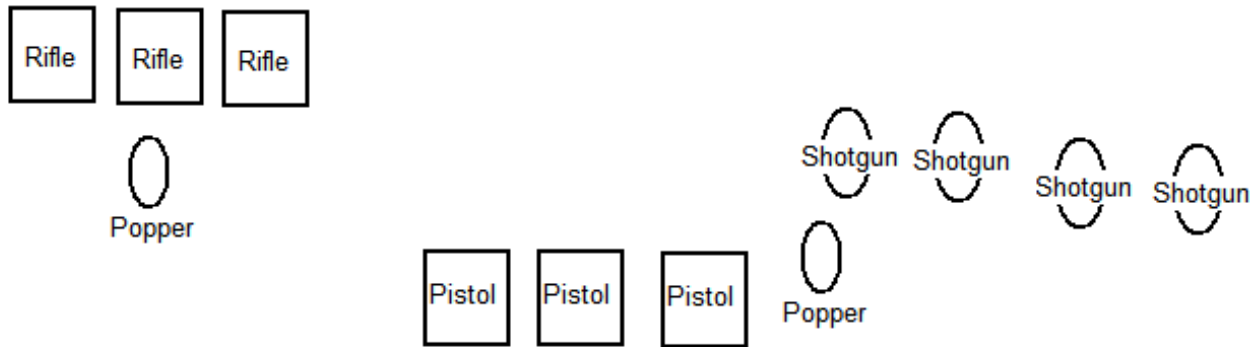 Rifle
Rifle
Rifle
Popper
Shotgun
Shotgun
Shotgun
Shotgun
Pistol
Pistol
Pistol
Popper